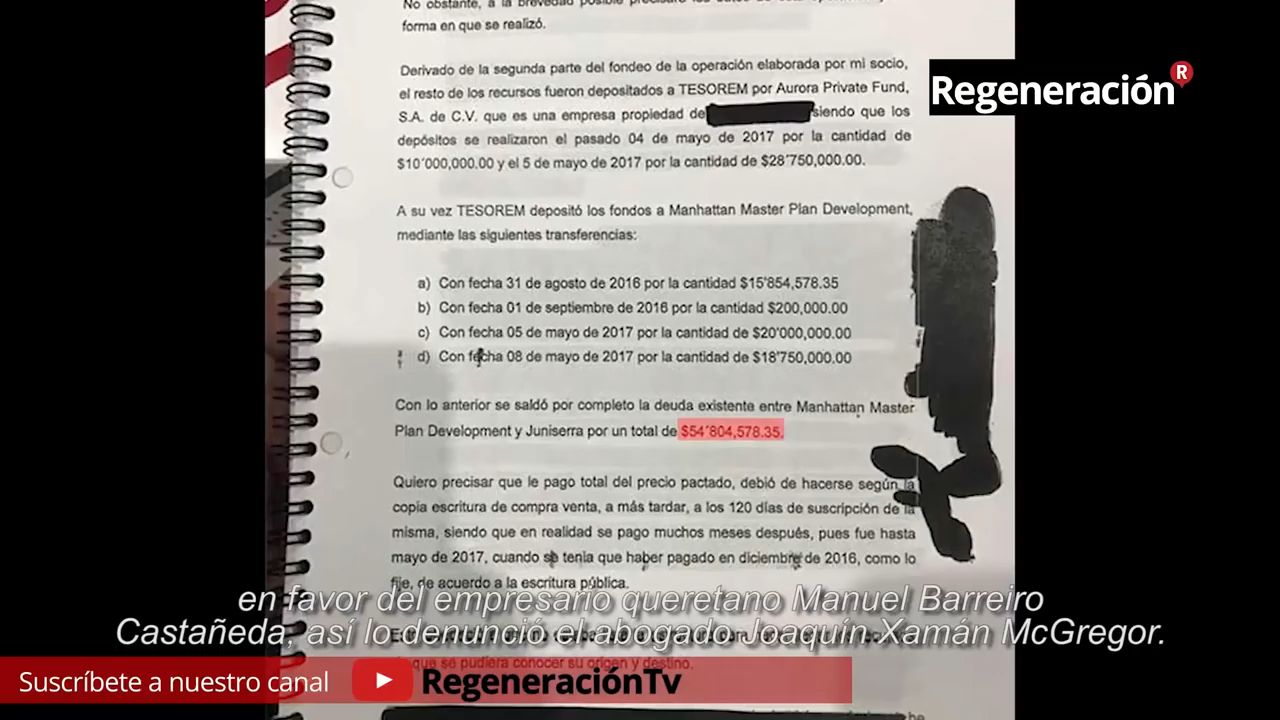 No obstante, a la brevedad posible
forma en que se realizó.
Derivado de la segunda parte del fondeo de la operación elaborada por mi socio,
el resto de los recursos fueron depositados a TESOREM por Aurora Private Fund,
S.A. de C.V. que es una empresa propiedad de siendo que los
depósitos se realizaron el pasado 04 de mayo de 2017 por la cantidad de
$10'000,000.00 y el 5 de mayo de 2017 por la cantidad de $28'750,000.00.
A su vez TESOREM depositó los fondos a Manhattan Master Plan Development,
mediante las siguientes transferencias:
a) Con fecha 31 de agosto de 2016 por la cantidad $15'854,578.35
b) Con fecha 01 de septiembre de 2016 por la cantidad $200,000.00
c) Con fecha 05 de mayo de 2017 por la cantidad de $20'000,000.00
d) Con fecha 08 de mayo de 2017 por la cantidad de $18'750,000.00
Con lo anterior se saldó por completo la deuda existente entre Manhattan Master
Plan Development y Juniserra por un total de $54'804,578.35.
Quiero precisar que le pago total del precio pactado, debió de hacerse según la
copia escritura de compra venta, a más tardar, a los 120 días de suscripción de la
misma, siendo que en realidad se pago muchos meses después, pues fue hasta
mayo de 2017, cuando se tenia que haber pagado en diciembre de 2016, como lo
fije, de acuerdo a la escritura pública.
que se pudiera conocer su origen y destino.
Regeneración R
en favor del empresario queretano Manuel Barreiro
Castañeda, así lo denunció el abogado Joaquín Xamán McGregor.
Suscríbete a nuestro canal RegeneraciónTv